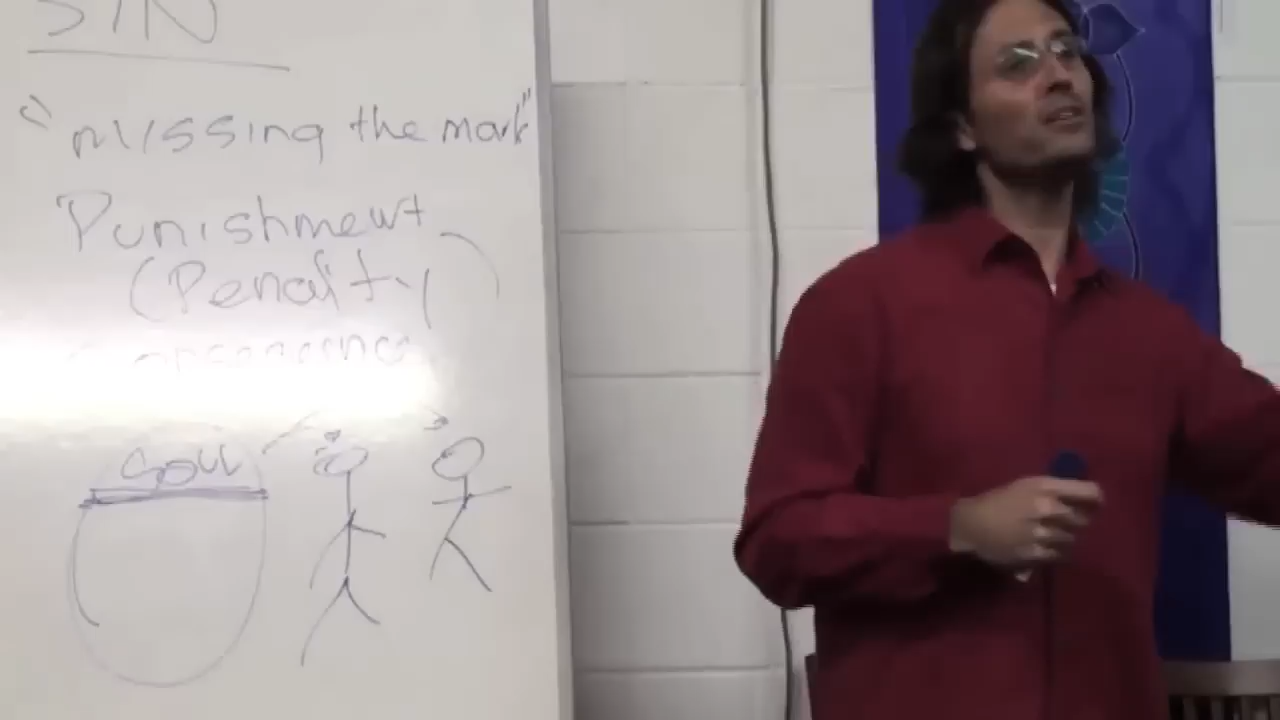 SIN
"missing the mark"
Punishment
(Penalty)
SOUL